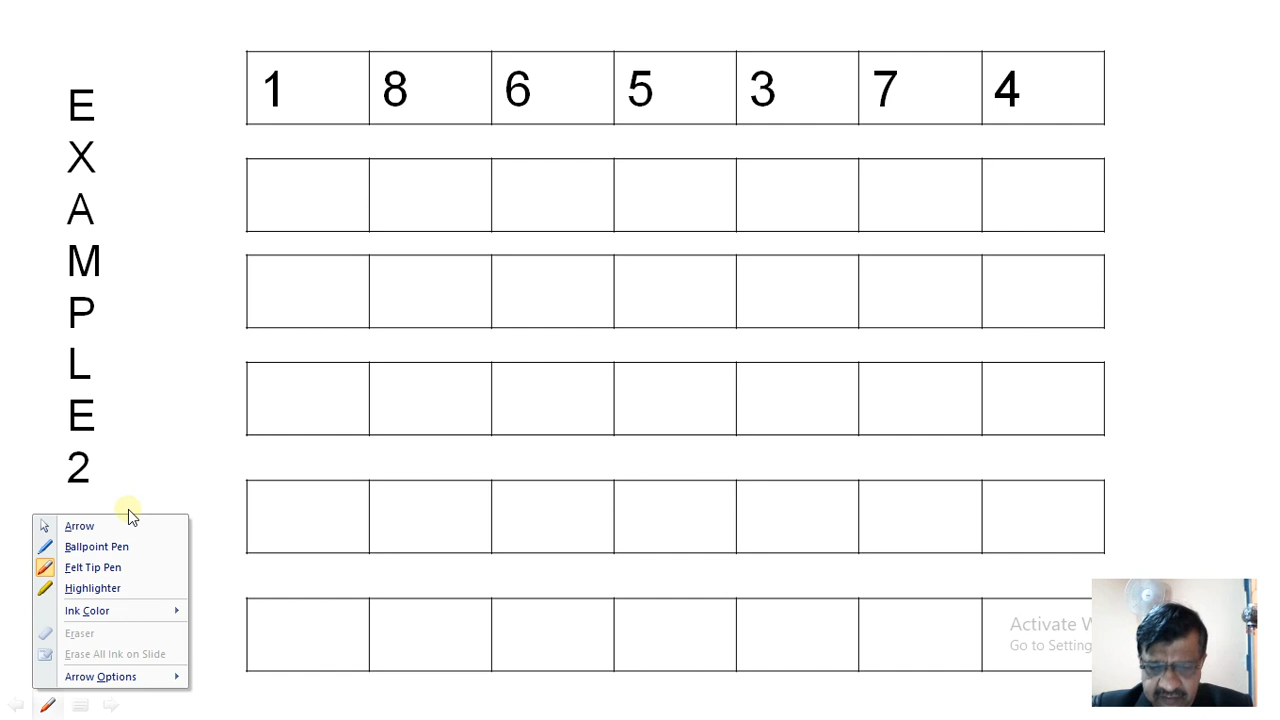 1 8 6 5 3 7 4
E
X
A
M
P
L
E
2
Arrow
Ballpoint Pen
Felt Tip Pen
Highlighter
Ink Color
Eraser
Erase All Ink on Slide
Arrow Options
Activate
Go to Setting